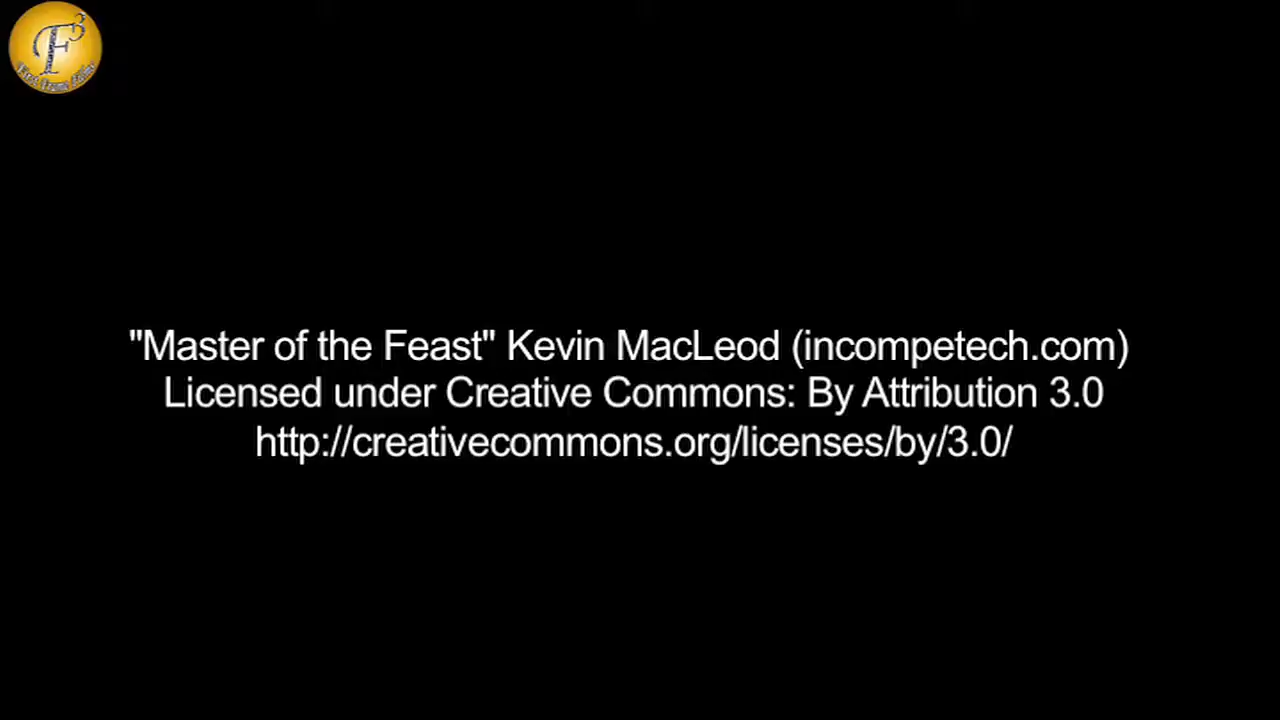 F3
"Master of the Feast" Kevin MacLeod (incompetech.com)
Licensed under Creative Commons: By Attribution 3.0
http://creativecommons.org/licenses/by/3.0/